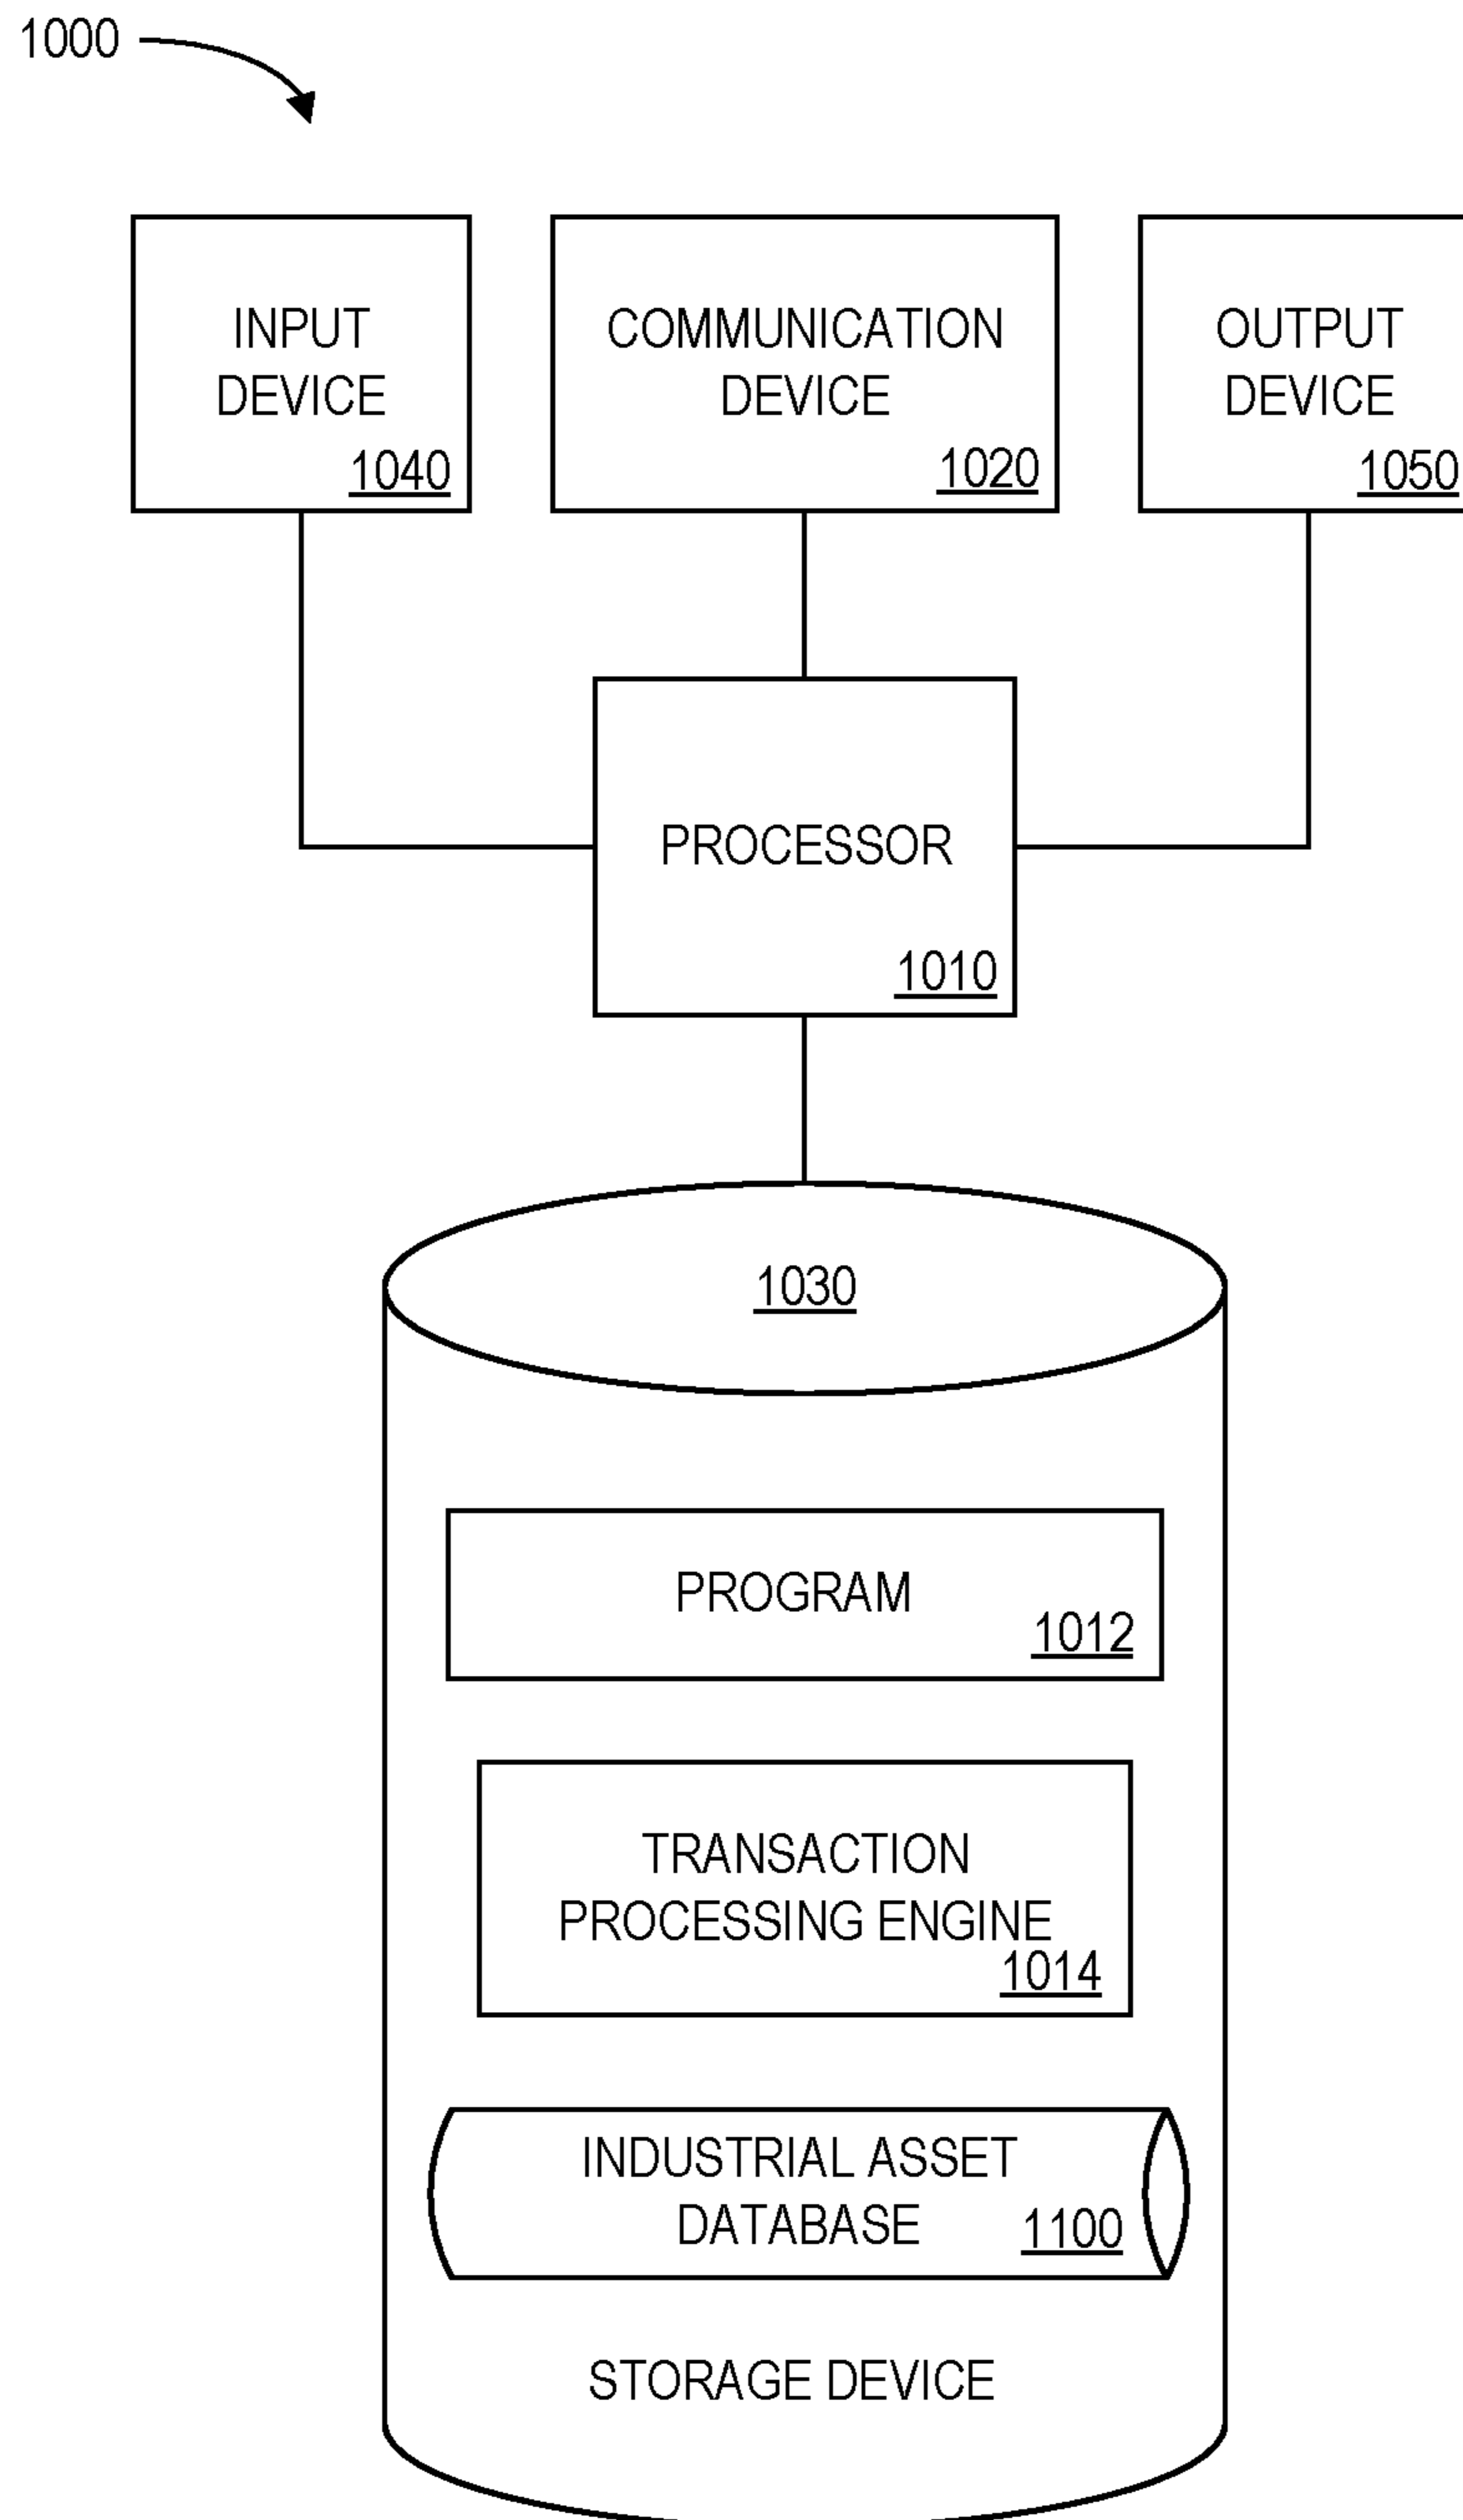 1000
INPUT
DEVICE
1040
COMMUNICATION
DEVICE
1020
OUTPUT
DEVICE
1050
PROCESSOR
1010
1030
PROGRAM
1012
TRANSACTION
PROCESSING ENGINE
1014
INDUSTRIAL ASSET
DATABASE
1100
STORAGE DEVICE